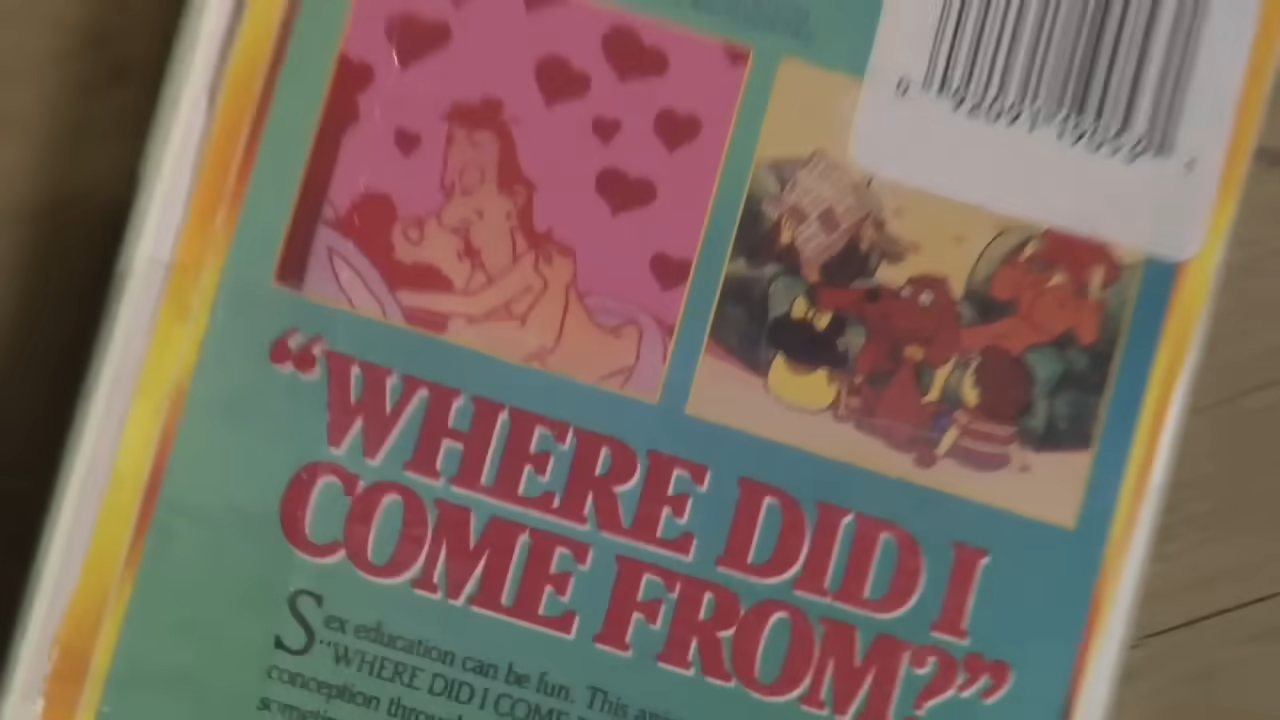 “WHERE DID I
COME FROM?”
Sex education can be fun. This
“WHERE DID I COME
conception